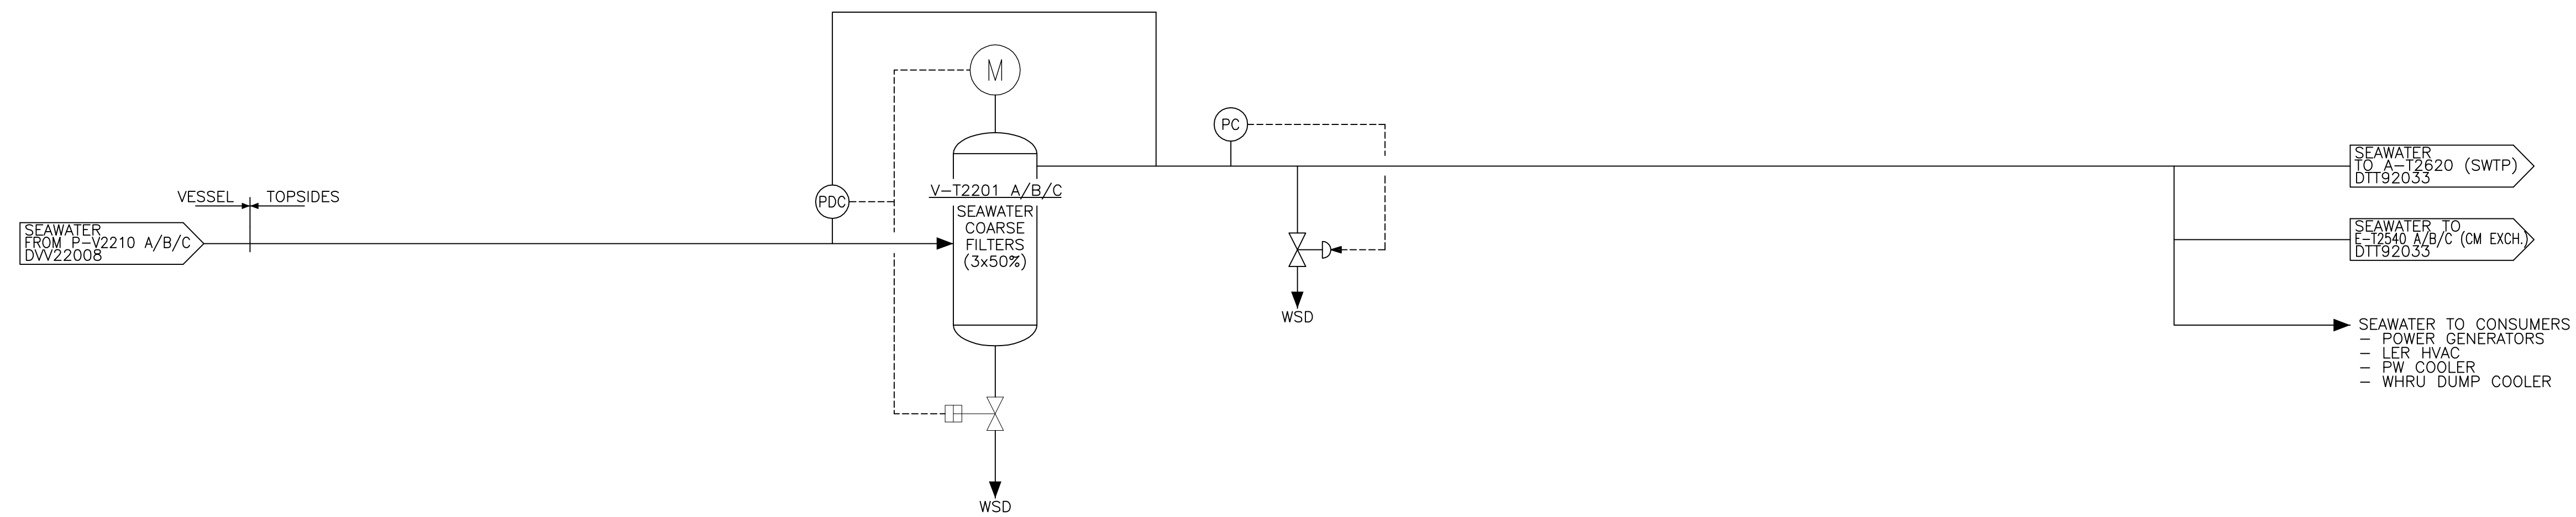 M
PC
SEAWATER
TO A-T2620 (SWTP)
DTT92033
VESSEL TOPSIDES
PDC
V-T2201 A/B/C
SEAWATER
COARSE
FILTERS
(3x50%)
SEAWATER
FROM P-V2210 A/B/C
DVV22008
SEAWATER TO
E-T2540 A/B/C (CM EXCH.)
DTT92033
WSD
SEAWATER TO CONSUMERS
- POWER GENERATORS
- LER HVAC
- PW COOLER
- WHRU DUMP COOLER
WSD